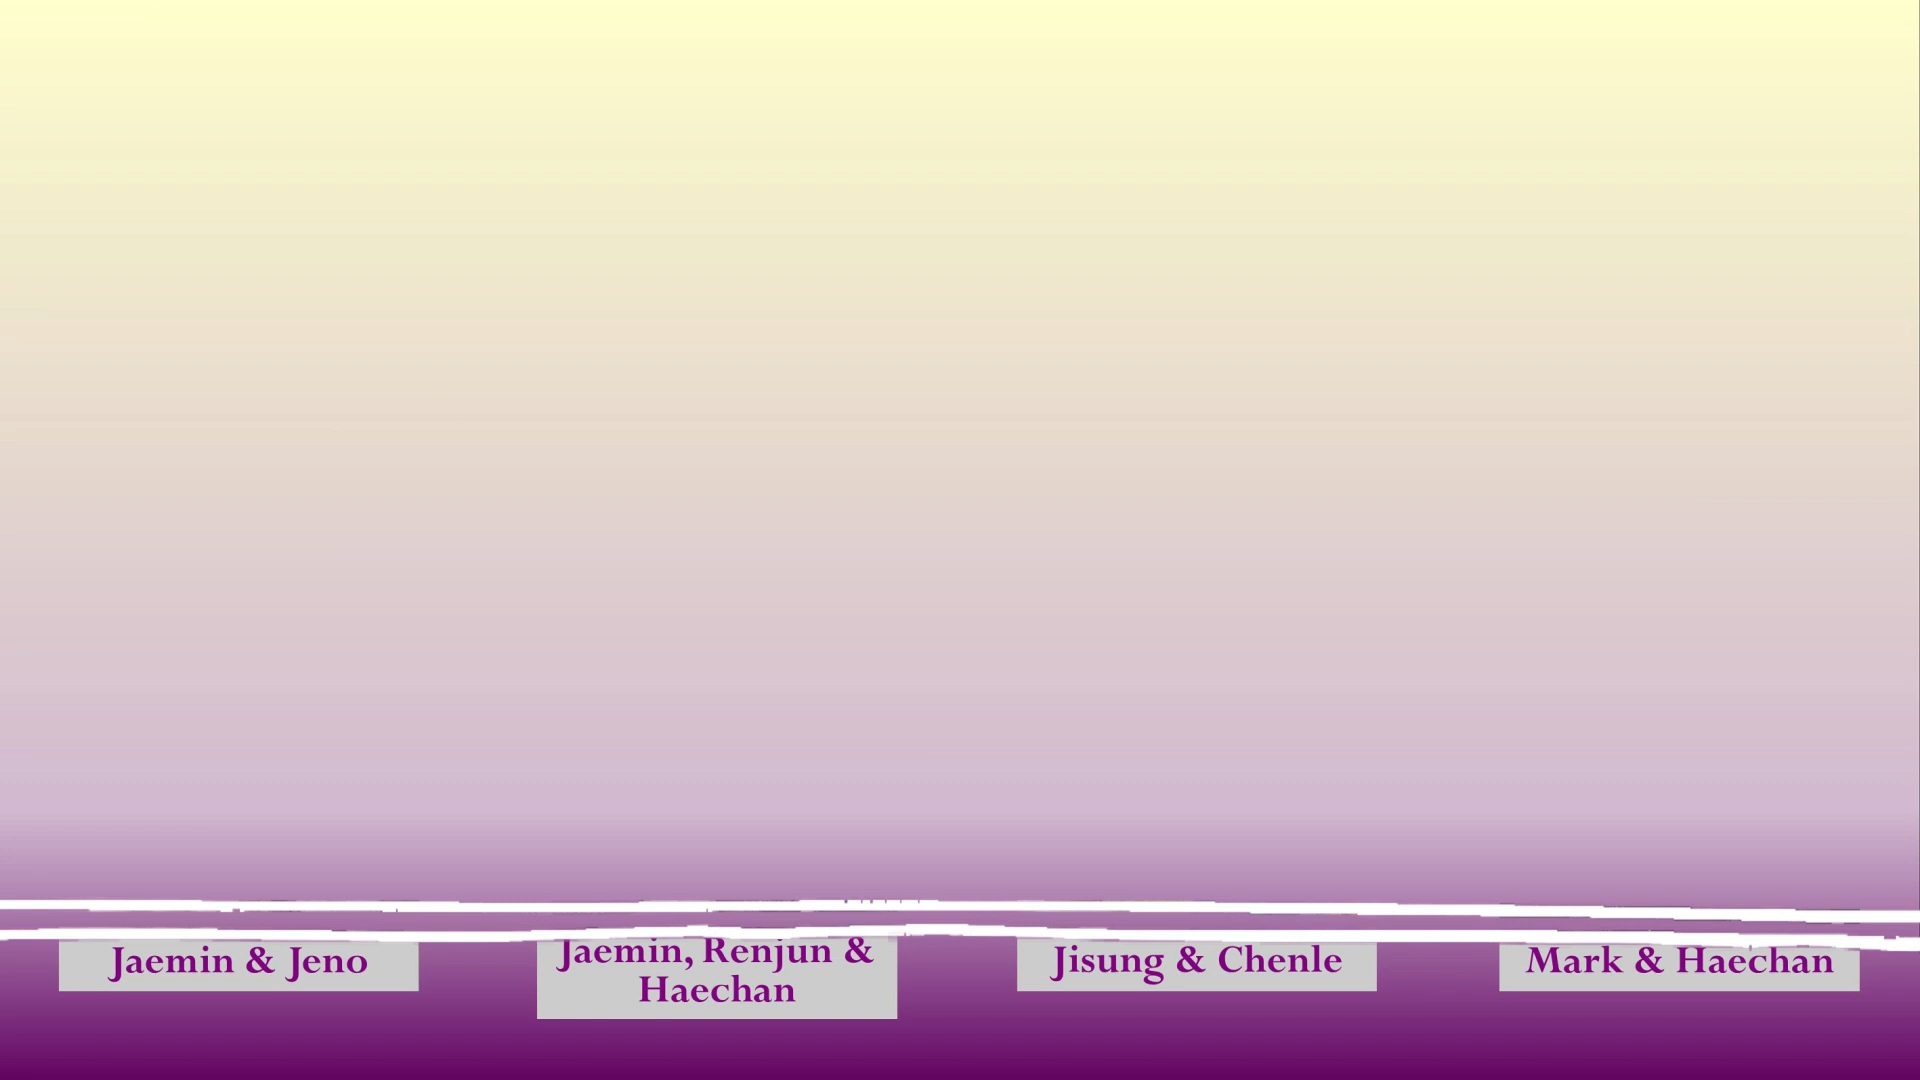 Jaemin & Jeno
Jaemin, Renjun &
Haechan
Jisung & Chenle
Mark & Haechan